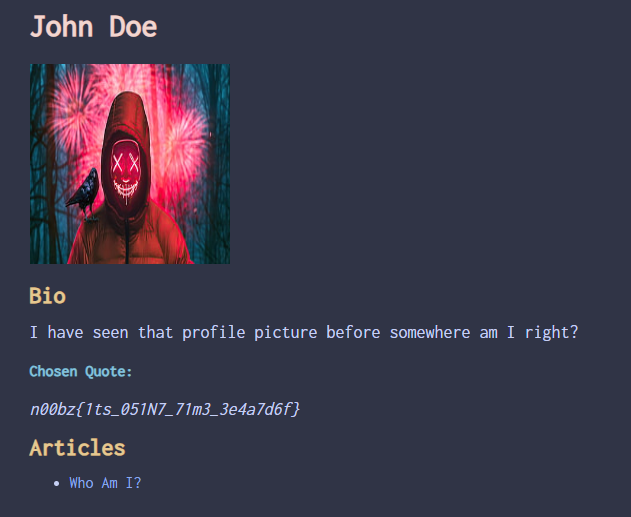 John Doe
Bio
I have seen that profile picture before somewhere am I right?
Chosen Quote:
n00bz{1ts_051N7_71m3_3e4a7d6f}
Articles
Who Am I?